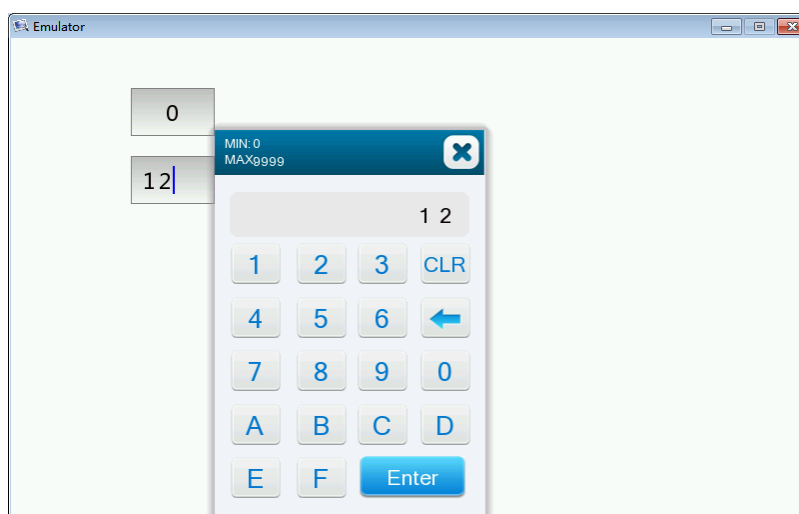 Emulator
0
MIN: 0
MAX9999
12
1 2
1 2 3 CLR
4 5 6
7 8 9 0
A B C D
E F Enter